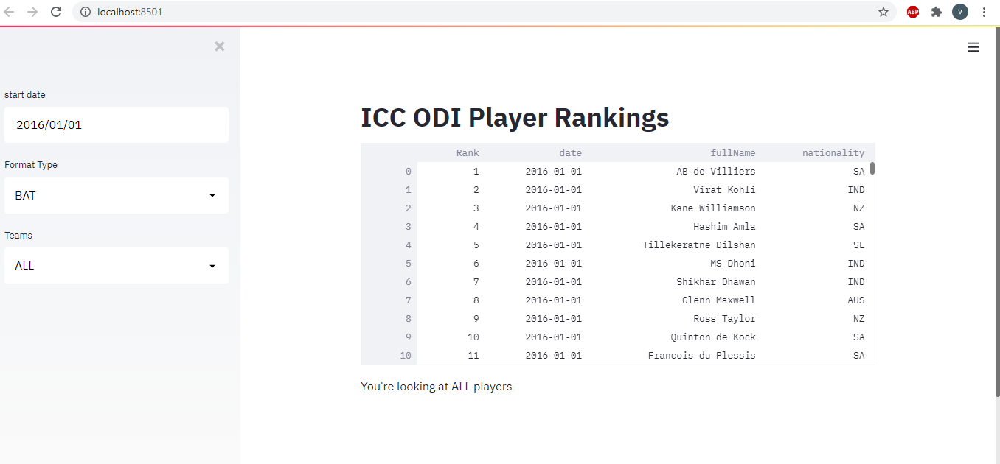 localhost:8501
ABP
V
start date
2016/01/01
Format Type
BAT
Teams
ALL
ICC ODI Player Rankings
Rank date fullName nationality
0 1 2016-01-01 AB de Villiers SA
1 2 2016-01-01 Virat Kohli IND
2 3 2016-01-01 Kane Williamson NZ
3 4 2016-01-01 Hashim Amla SA
4 5 2016-01-01 Tillekeratne Dilshan SL
5 6 2016-01-01 MS Dhoni IND
6 7 2016-01-01 Shikhar Dhawan IND
7 8 2016-01-01 Glenn Maxwell AUS
8 9 2016-01-01 Ross Taylor NZ
9 10 2016-01-01 Quinton de Kock SA
10 11 2016-01-01 Francois du Plessis SA
You're looking at ALL players